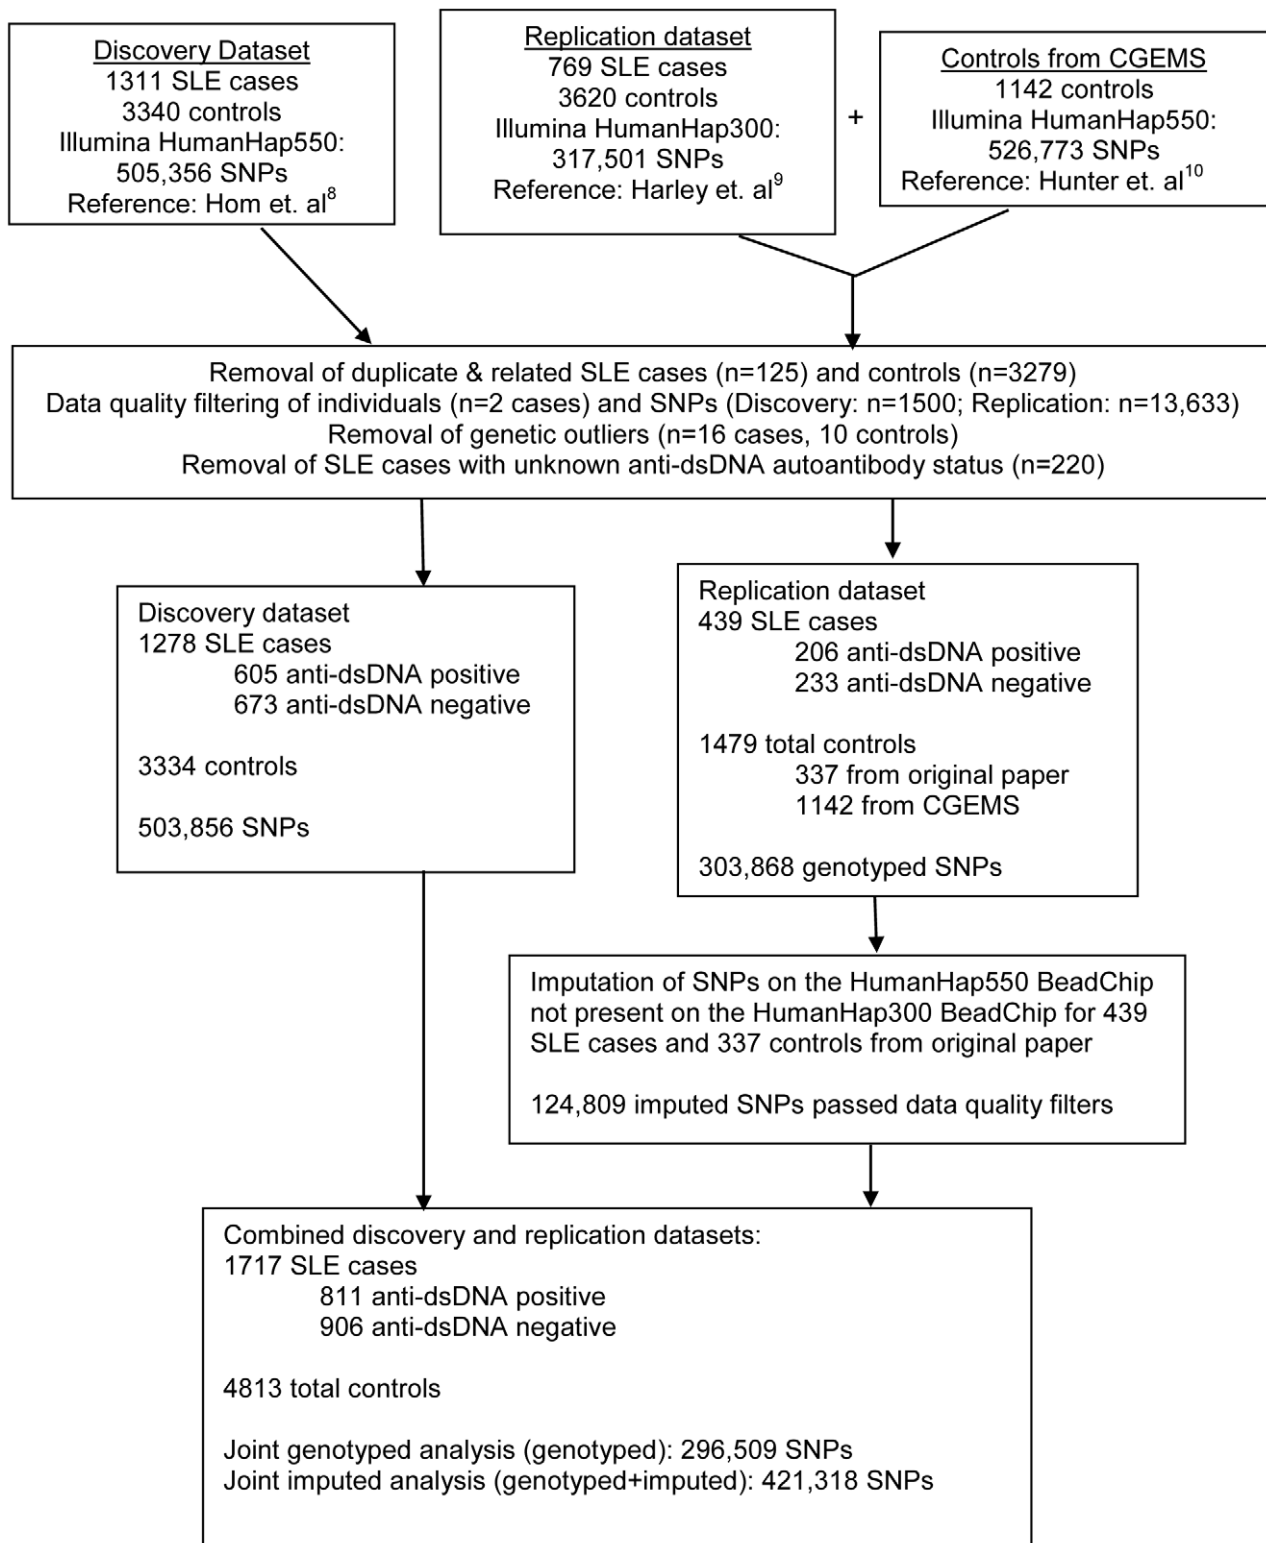 Discovery Dataset
1311 SLE cases
3340 controls
Illumina HumanHap550:
505,356 SNPs
Reference: Hom et. al8
Replication dataset
769 SLE cases
3620 controls
Illumina HumanHap300:
317,501 SNPs
Reference: Harley et. al9
+
Controls from CGEMS
1142 controls
Illumina HumanHap550:
526,773 SNPs
Reference: Hunter et. al10
Removal of duplicate & related SLE cases (n=125) and controls (n=3279)
Data quality filtering of individuals (n=2 cases) and SNPs (Discovery: n=1500; Replication: n=13,633)
Removal of genetic outliers (n=16 cases, 10 controls)
Removal of SLE cases with unknown anti-dsDNA autoantibody status (n=220)
Discovery dataset
1278 SLE cases
605 anti-dsDNA positive
673 anti-dsDNA negative
3334 controls
503,856 SNPs
Replication dataset
439 SLE cases
206 anti-dsDNA positive
233 anti-dsDNA negative
1479 total controls
337 from original paper
1142 from CGEMS
303,868 genotyped SNPs
Imputation of SNPs on the HumanHap550 BeadChip
not present on the HumanHap300 BeadChip for 439
SLE cases and 337 controls from original paper
124,809 imputed SNPs passed data quality filters
Combined discovery and replication datasets:
1717 SLE cases
811 anti-dsDNA positive
906 anti-dsDNA negative
4813 total controls
Joint genotyped analysis (genotyped): 296,509 SNPs
Joint imputed analysis (genotyped+imputed): 421,318 SNPs